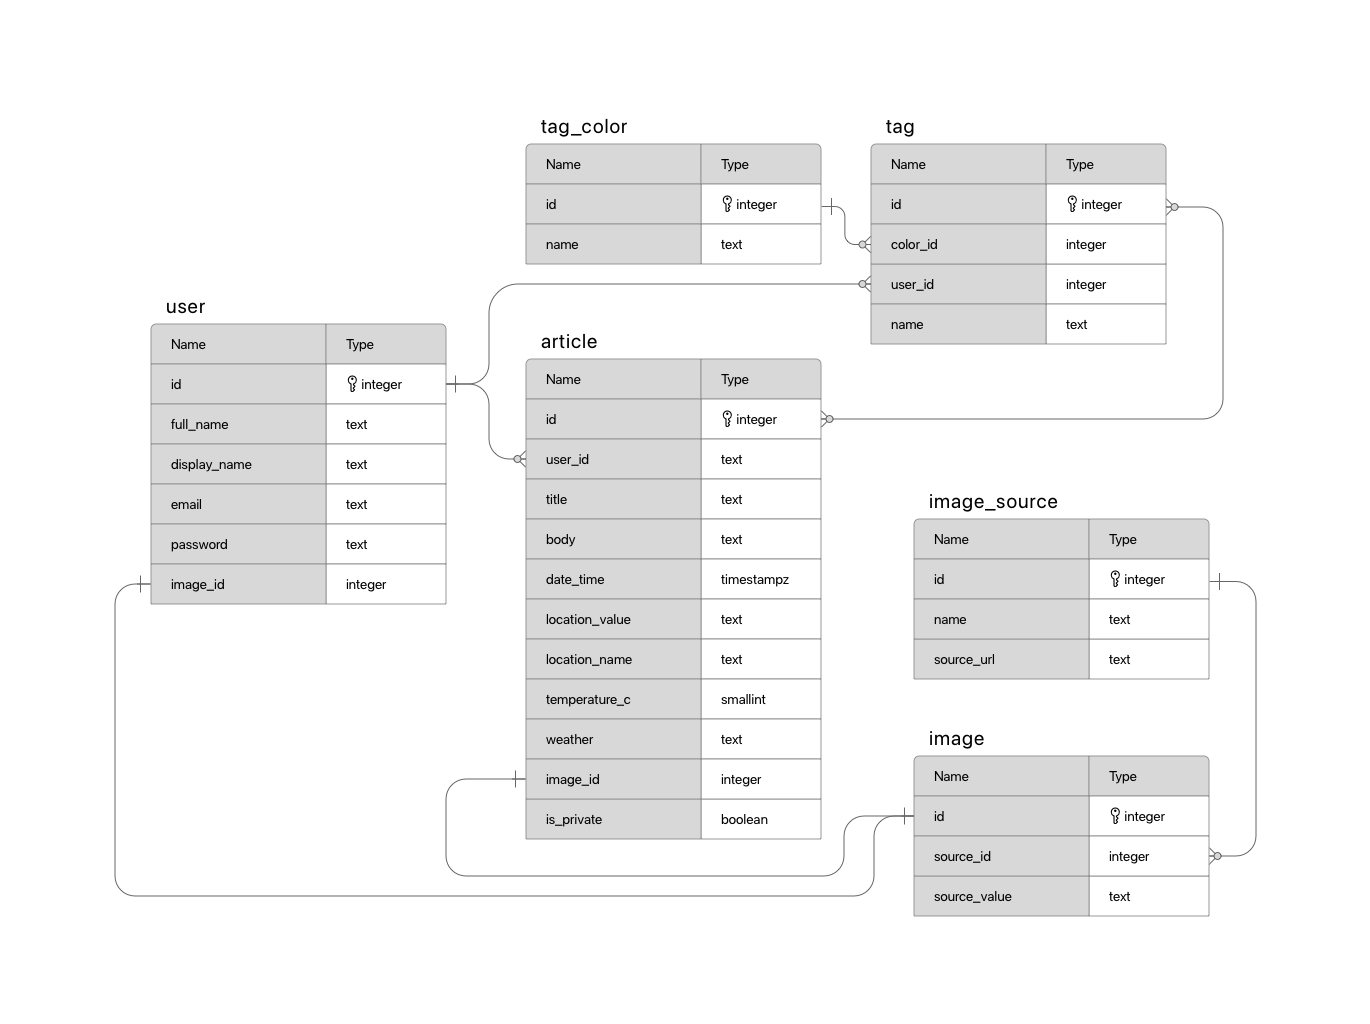 tag_color
Name Type
id integer
name text
tag
Name Type
id integer
color_id integer
user_id integer
name text
user
Name Type
id integer
full_name text
display_name text
email text
password text
image_id integer
article
Name Type
id integer
user_id text
title text
body text
date_time timestampz
location_value text
location_name text
temperature_c smallint
weather text
image_id integer
is_private boolean
image_source
Name Type
id integer
name text
source_url text
image
Name Type
id integer
source_id integer
source_value text